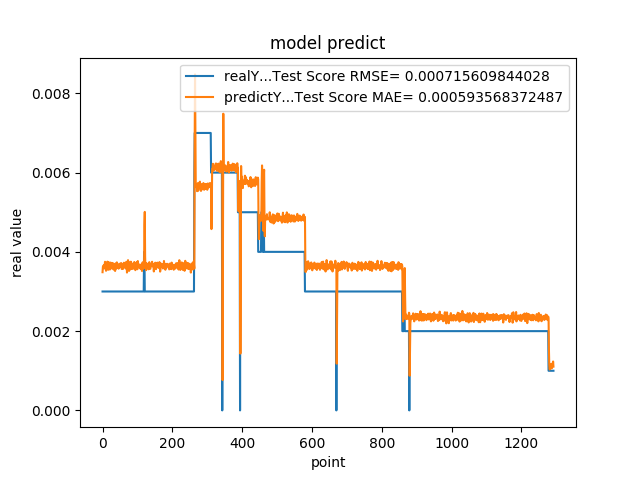 model predict
realY...Test Score RMSE= 0.000715609844028
predictY...Test Score MAE= 0.000593568372487
0.008
0.006
0.004
0.002
0.000
real value
0 200 400 600 800 1000 1200
point